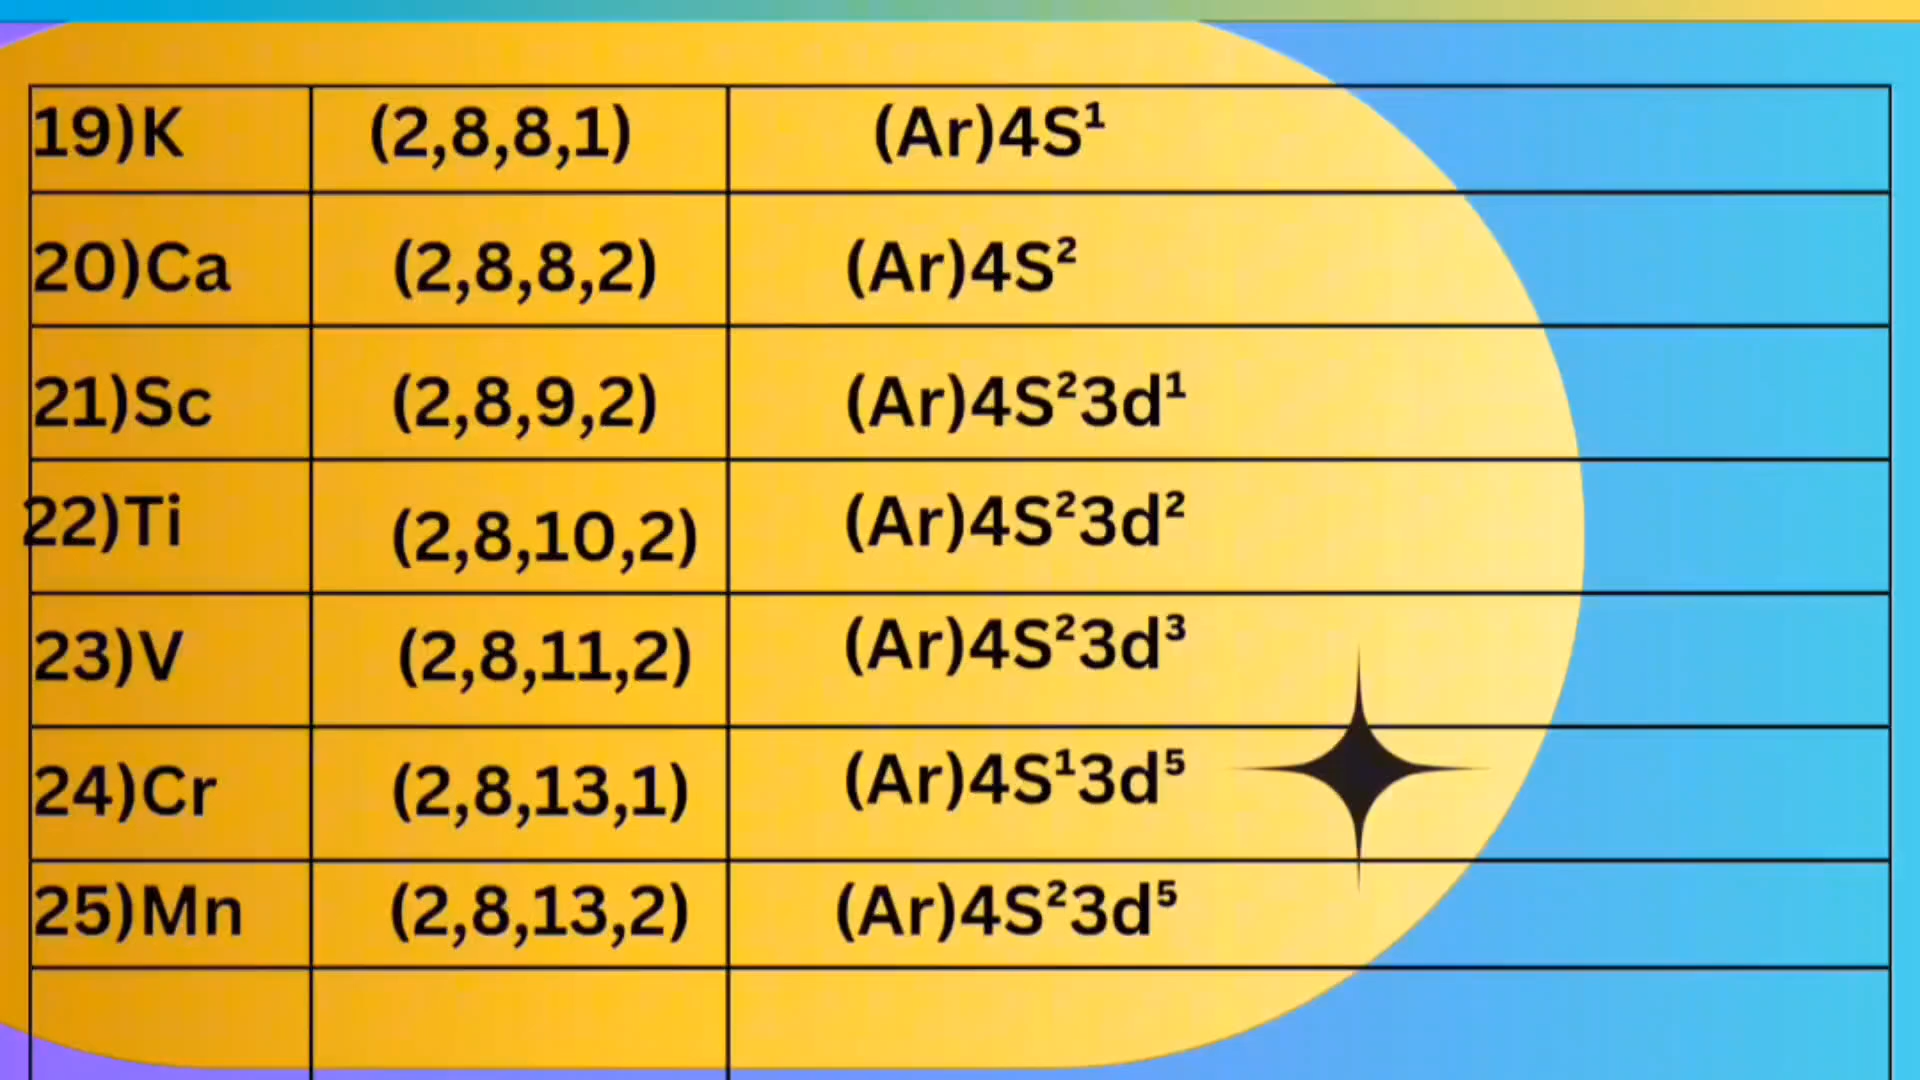 19)K (2,8,8,1) (Ar)4S¹
20)Ca (2,8,8,2) (Ar)4S²
21)Sc (2,8,9,2) (Ar)4S²3d¹
22)Ti (2,8,10,2) (Ar)4S²3d²
23)V (2,8,11,2) (Ar)4S²3d³
24)Cr (2,8,13,1) (Ar)4S¹3d⁵
25)Mn (2,8,13,2) (Ar)4S²3d⁵